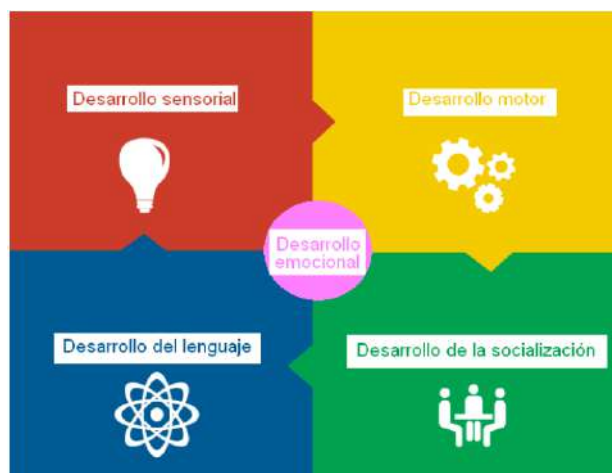 Desarrollo sensorial
Desarrollo motor
Desarrollo
emocional
Desarrollo del lenguaje
Desarrollo de la socialización